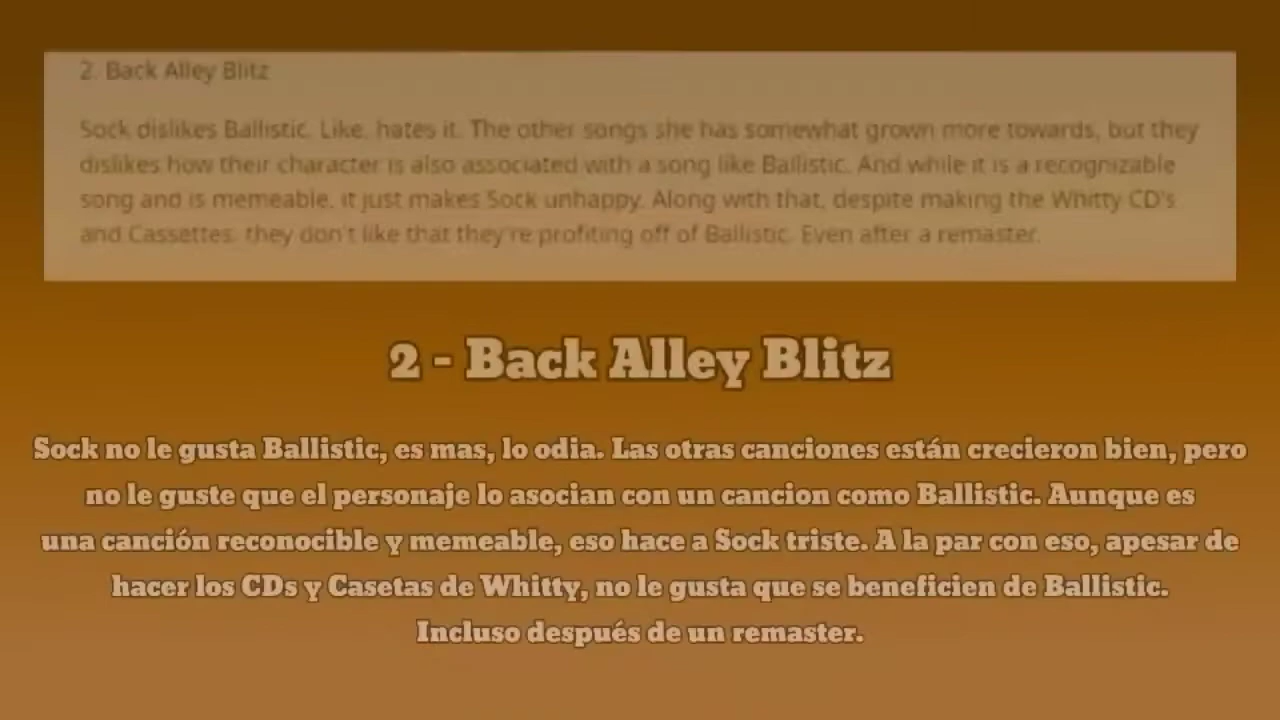 2. Back Alley Blitz
Sock dislikes Ballistic. Like, hates it. The other songs she has somewhat grown more towards, but they
dislikes how their character is also associated with a song like Ballistic. And while it is a recognizable
song and is memeable, it just makes Sock unhappy. Along with that, despite making the Whitty CD's
and Cassettes, they don't like that they're profiting off of Ballistic. Even after a remaster.
2 - Back Alley Blitz
Sock no le gusta Ballistic, es mas, lo odia. Las otras canciones están crecieron bien, pero
no le guste que el personaje lo asocian con un cancion como Ballistic. Aunque es
una canción reconocible y memeable, eso hace a Sock triste. A la par con eso, apesar de
hacer los CDs y Casetas de Whitty, no le gusta que se beneficien de Ballistic.
Incluso después de un remaster.